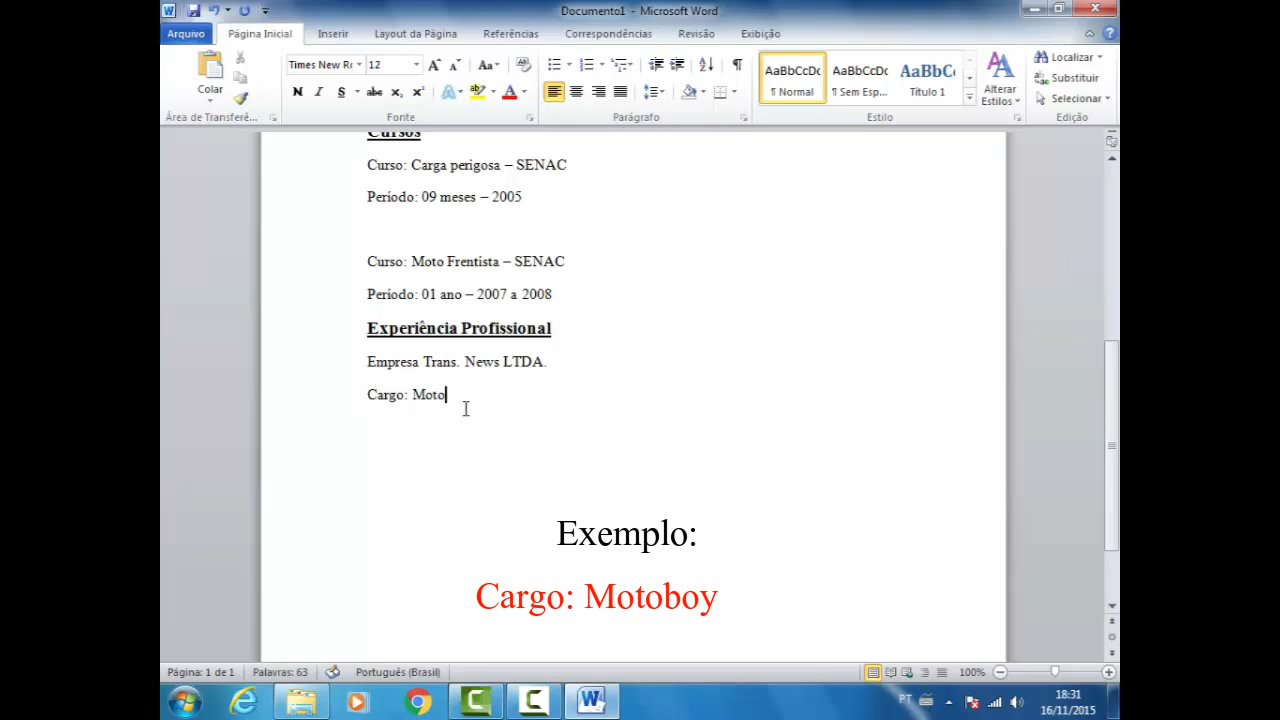 Documento1 - Microsoft Word
Arquivo Página Inicial Inserir Layout da Página Referências Correspondências Revisão Exibição
Times New Ro 12
Localizar
Substituir
Selecionar
Colar
N I S abc x₂ x²
AaBbCcDc AaBbCcDc AaBbC
¶ Normal ¶ Sem Esp... Título 1
Alterar Estilos
Área de Transferê... Fonte Parágrafo Estilo Edição
Cursos
Curso: Carga perigosa – SENAC
Período: 09 meses – 2005
Curso: Moto Frentista – SENAC
Período: 01 ano – 2007 a 2008
Experiência Profissional
Empresa Trans. News LTDA.
Cargo: Moto
Exemplo:
Cargo: Motoboy
Página: 1 de 1 Palavras: 63 Português (Brasil) 100%
PT 18:31
16/11/2015